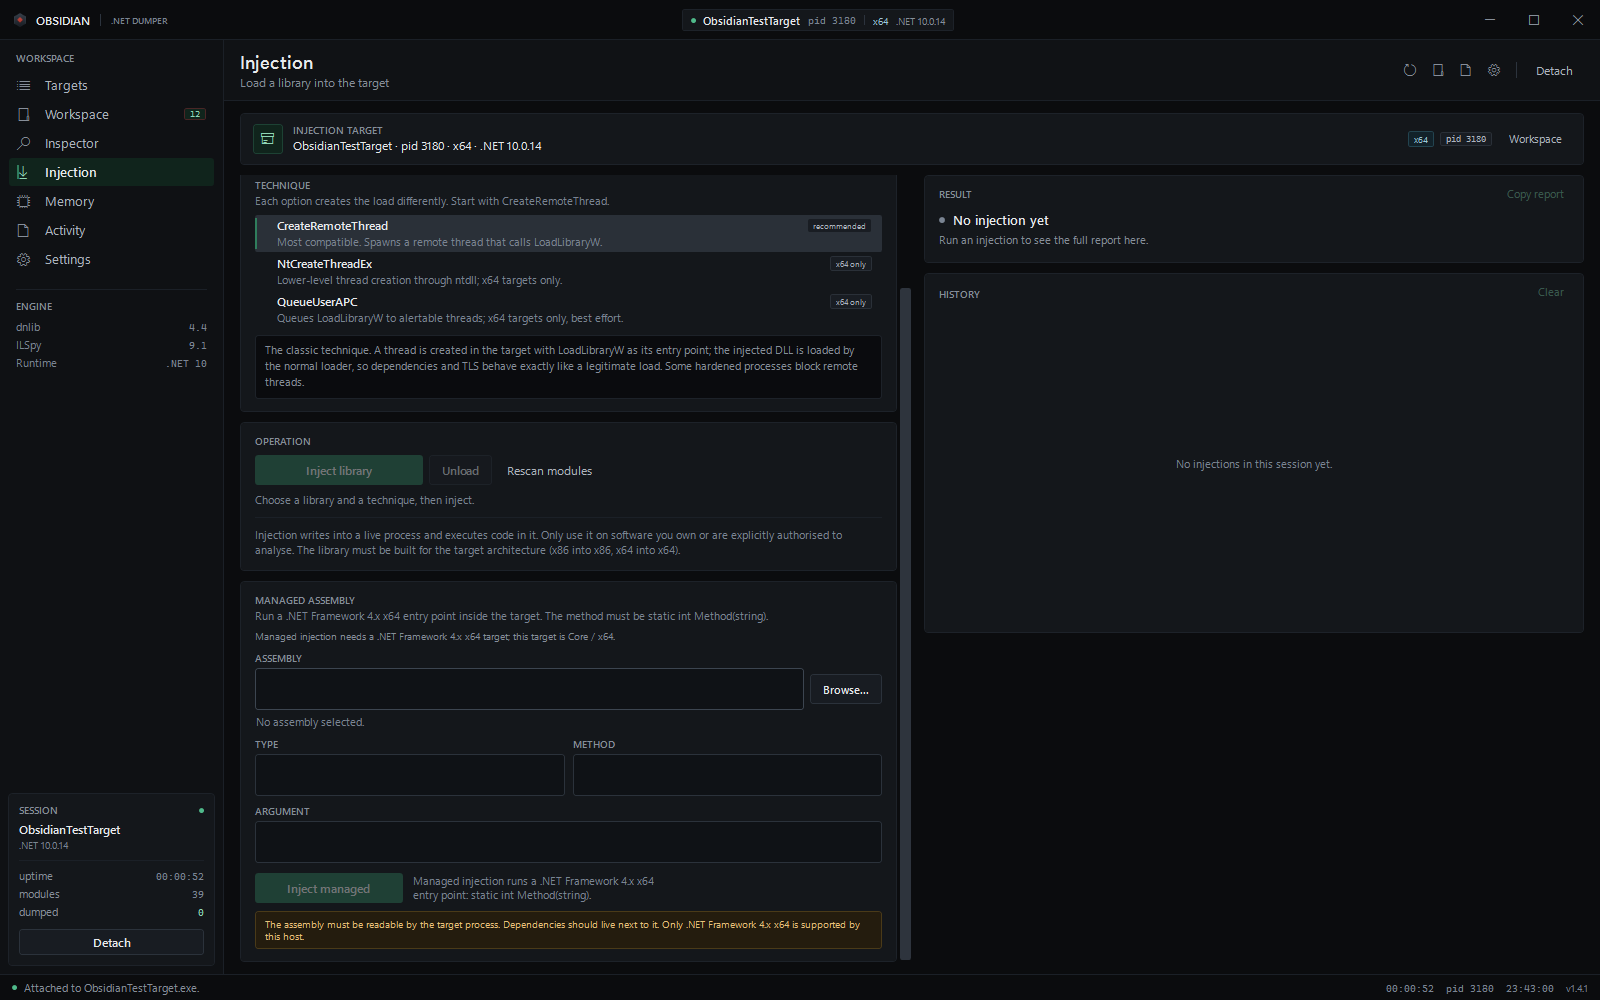 OBSIDIAN
.NET DUMPER
ObsidianTestTarget pid 3180 x64 .NET 10.0.14
WORKSPACE
Targets
Workspace 12
Inspector
Injection
Memory
Activity
Settings
ENGINE
dnlib 4.4
ILSpy 9.1
Runtime .NET 10
SESSION
ObsidianTestTarget
.NET 10.0.14
uptime 00:00:52
modules 39
dumped 0
Detach
Injection
Load a library into the target
Detach
INJECTION TARGET
ObsidianTestTarget · pid 3180 · x64 · .NET 10.0.14
x64 pid 3180 Workspace
TECHNIQUE
Each option creates the load differently. Start with CreateRemoteThread.
CreateRemoteThread recommended
Most compatible. Spawns a remote thread that calls LoadLibraryW.
NtCreateThreadEx x64 only
Lower-level thread creation through ntdll; x64 targets only.
QueueUserAPC x64 only
Queues LoadLibraryW to alertable threads; x64 targets only, best effort.
The classic technique. A thread is created in the target with LoadLibraryW as its entry point; the injected DLL is loaded by
the normal loader, so dependencies and TLS behave exactly like a legitimate load. Some hardened processes block remote
threads.
OPERATION
Inject library Unload Rescan modules
Choose a library and a technique, then inject.
Injection writes into a live process and executes code in it. Only use it on software you own or are explicitly authorised to
analyse. The library must be built for the target architecture (x86 into x86, x64 into x64).
MANAGED ASSEMBLY
Run a .NET Framework 4.x x64 entry point inside the target. The method must be static int Method(string).
Managed injection needs a .NET Framework 4.x x64 target; this target is Core / x64.
ASSEMBLY
Browse...
No assembly selected.
TYPE METHOD
ARGUMENT
Inject managed
Managed injection runs a .NET Framework 4.x x64
entry point: static int Method(string).
The assembly must be readable by the target process. Dependencies should live next to it. Only .NET Framework 4.x x64 is supported by
this host.
RESULT Copy report
No injection yet
Run an injection to see the full report here.
HISTORY Clear
No injections in this session yet.
Attached to ObsidianTestTarget.exe.
00:00:52 pid 3180 23:43:00 v1.4.1